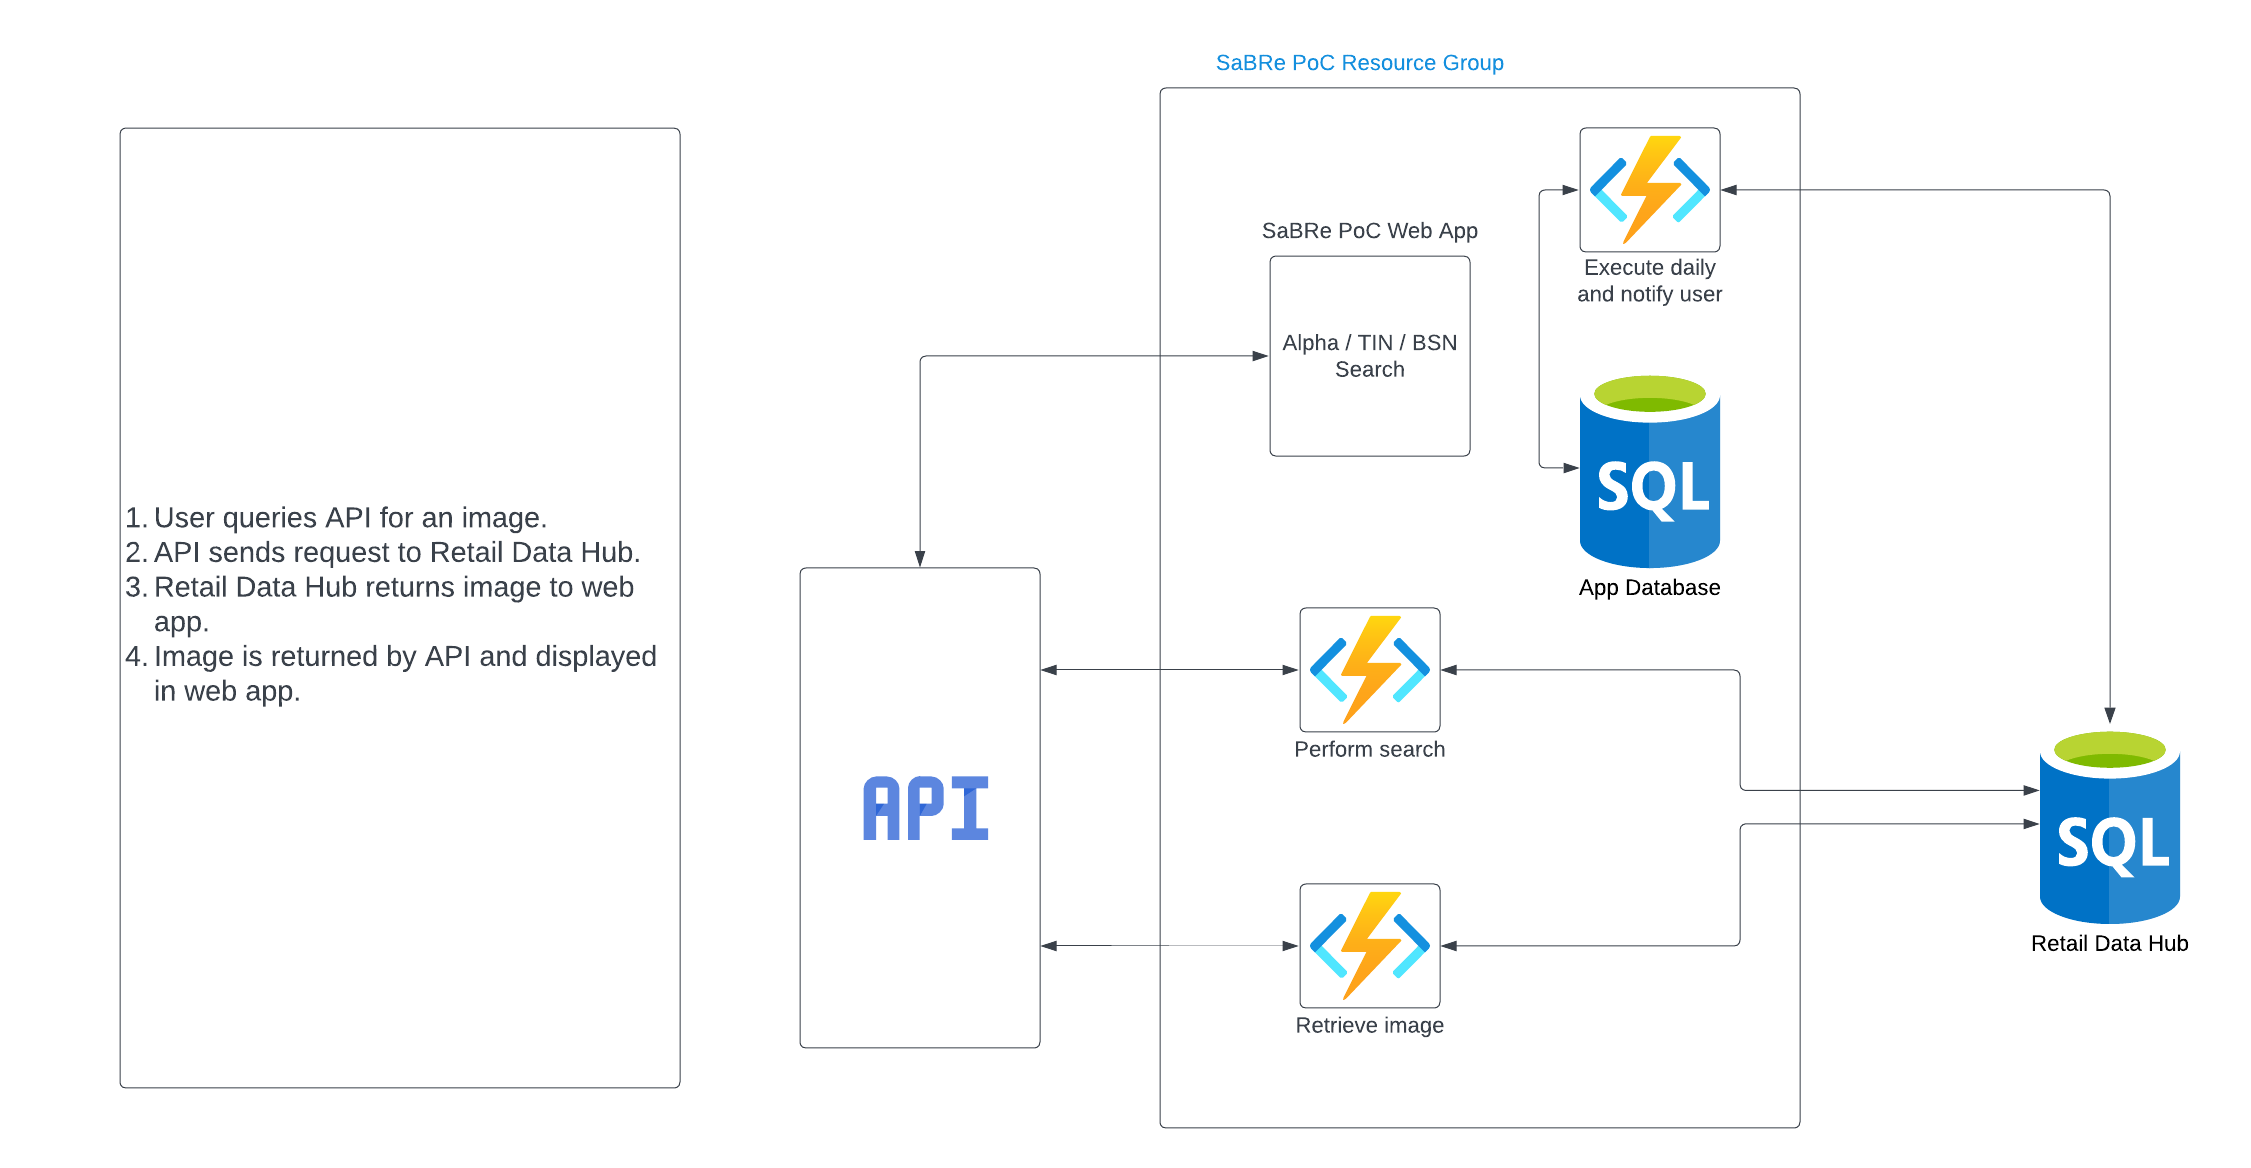 SaBRe PoC Resource Group
1. User queries API for an image.
2. API sends request to Retail Data Hub.
3. Retail Data Hub returns image to web
app.
4. Image is returned by API and displayed
in web app.
SaBRe PoC Web App
Alpha / TIN / BSN
Search
Execute daily
and notify user
SQL
App Database
API
Perform search
Retrieve image
SQL
Retail Data Hub